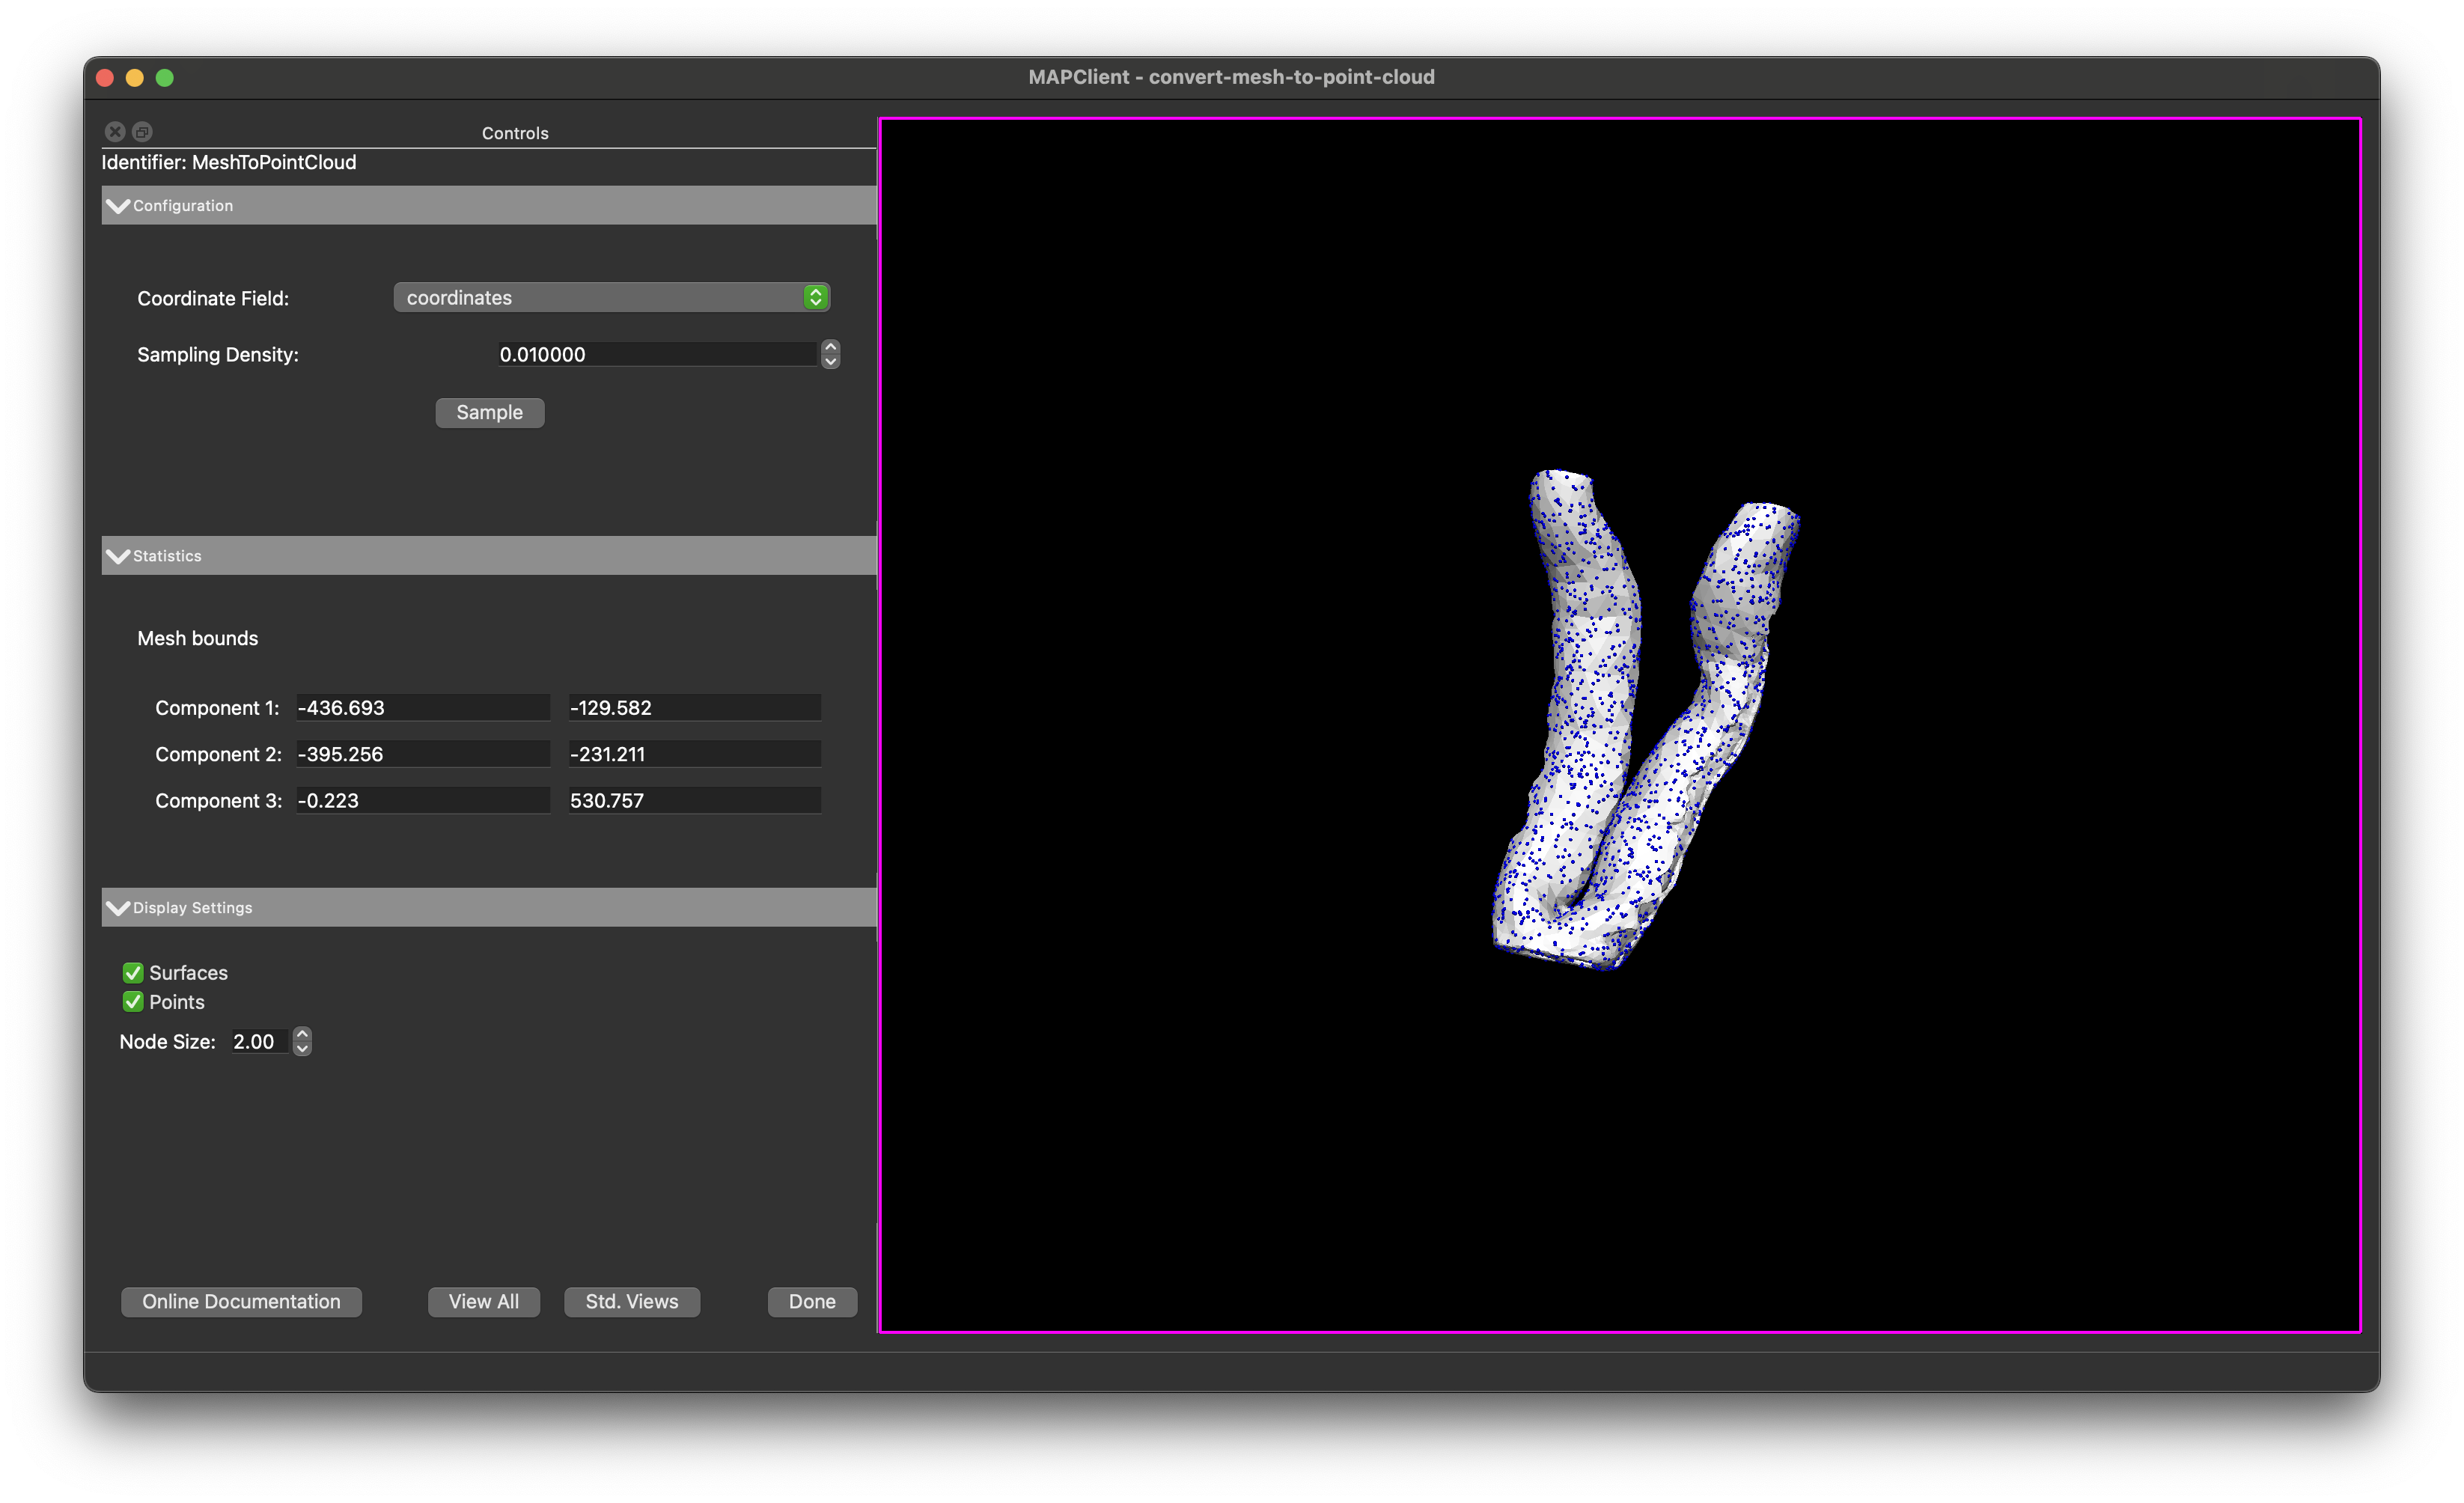 MAPClient - convert-mesh-to-point-cloud
Controls
Identifier: MeshToPointCloud
Configuration
Coordinate Field: coordinates
Sampling Density: 0.010000
Sample
Statistics
Mesh bounds
Component 1: -436.693 -129.582
Component 2: -395.256 -231.211
Component 3: -0.223 530.757
Display Settings
Surfaces
Points
Node Size: 2.00
Online Documentation View All Std. Views Done